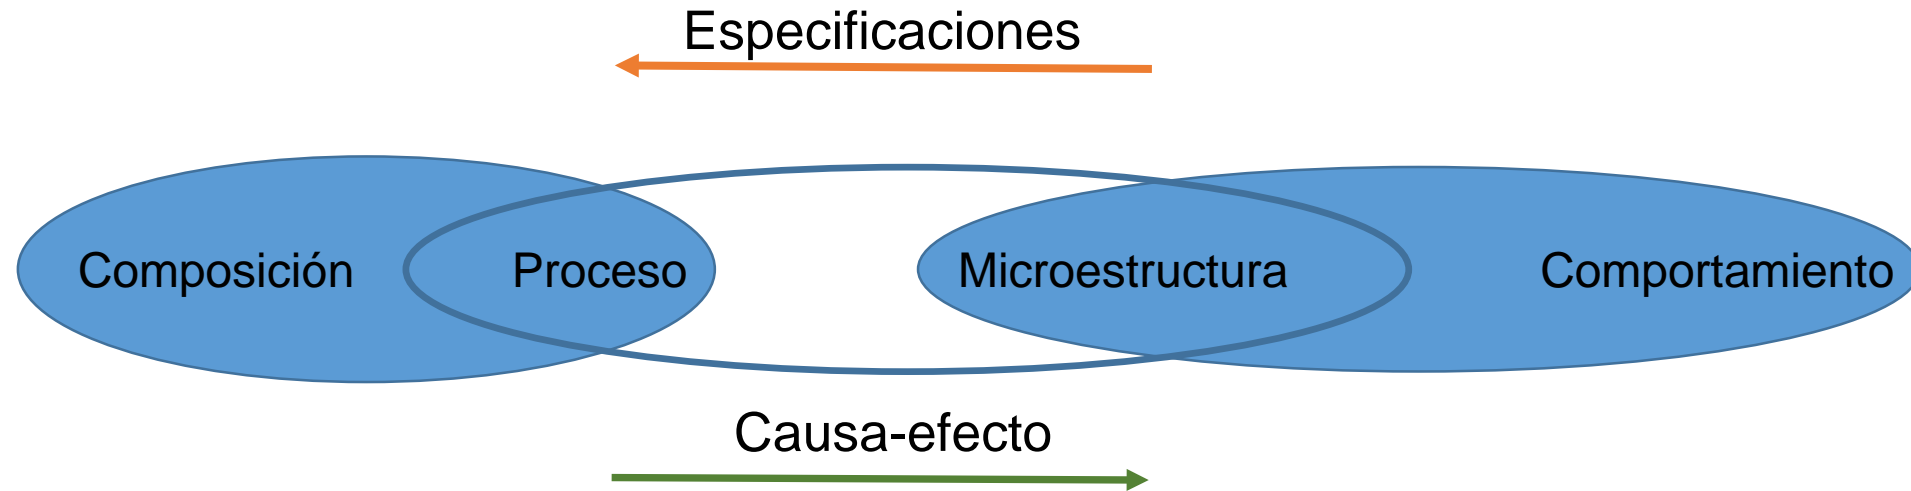 Especificaciones
Composición Proceso Microestructura Comportamiento
Causa-efecto